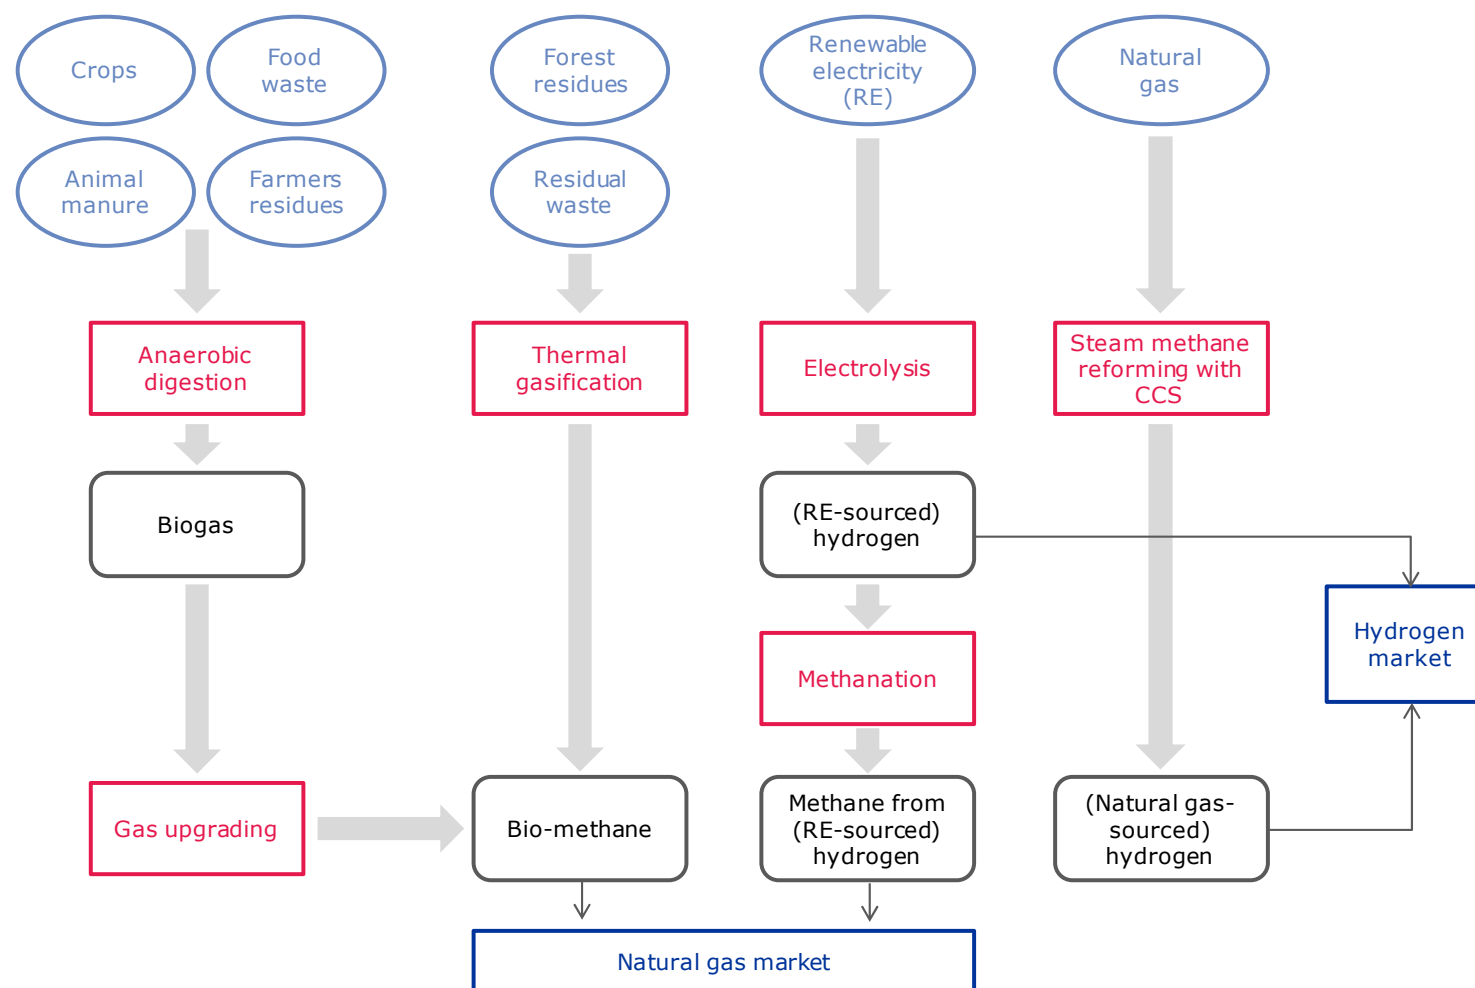 Crops
Food
waste
Forest
residues
Renewable
electricity
(RE)
Natural
gas
Animal
manure
Farmers
residues
Residual
waste
Anaerobic
digestion
Thermal
gasification
Electrolysis
Steam methane
reforming with
CCS
Biogas
(RE-sourced)
hydrogen
Hydrogen
market
Methanation
Gas upgrading
Bio-methane
Methane from
(RE-sourced)
hydrogen
(Natural gas-
sourced)
hydrogen
Natural gas market